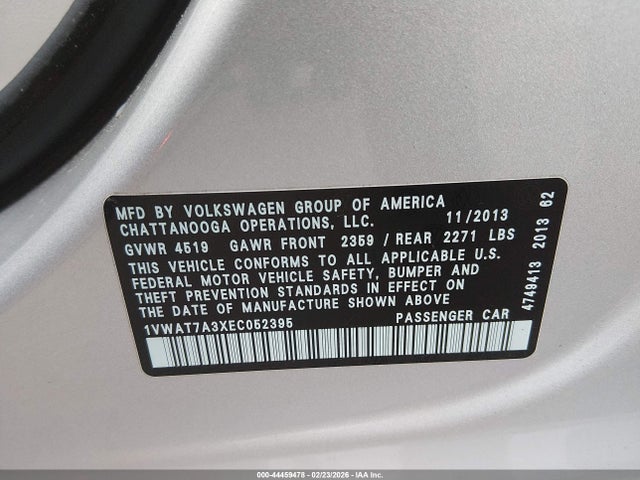 MFD BY VOLKSWAGEN GROUP OF AMERICA
CHATTANOOGA OPERATIONS, LLC. 11/2013
GVWR 4519 GAWR FRONT 2359 / REAR 2271 LBS
THIS VEHICLE CONFORMS TO ALL APPLICABLE U.S.
FEDERAL MOTOR VEHICLE SAFETY, BUMPER AND
THEFT PREVENTION STANDARDS IN EFFECT ON
THE DATE OF MANUFACTURE SHOWN ABOVE
1VWAT7A3XEC052395 PASSENGER CAR
4749413 2013 62
000-44459478 - 02/23/2026 - IAA Inc.